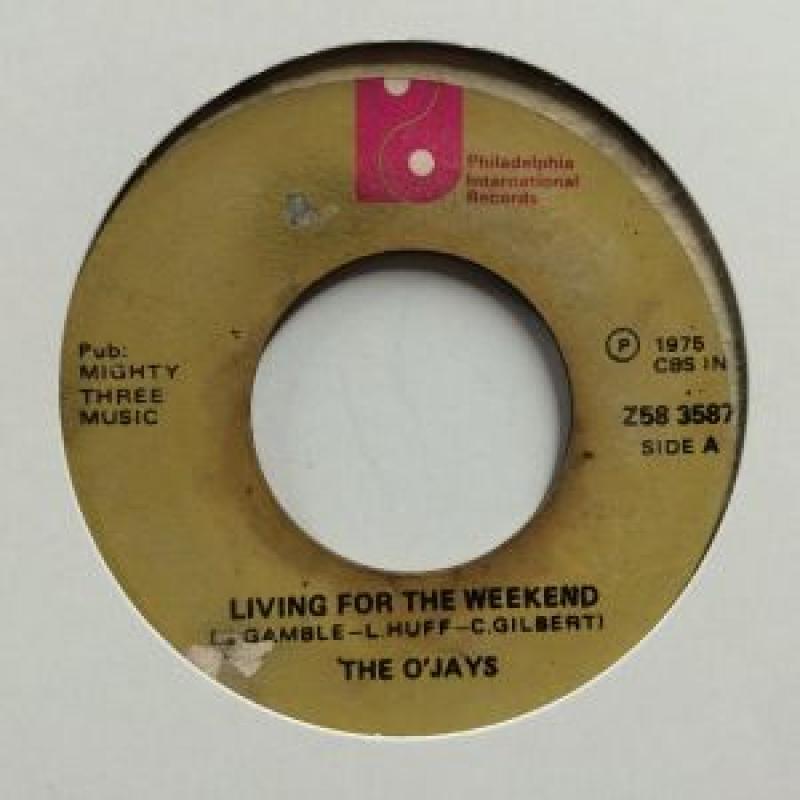 Philadelphia
International
Records
Pub:
MIGHTY
THREE
MUSIC
P 1975
CBS IN
Z58 3587
SIDE A
LIVING FOR THE WEEKEND
GAMBLE–L.HUFF–C.GILBERT)
THE O'JAYS